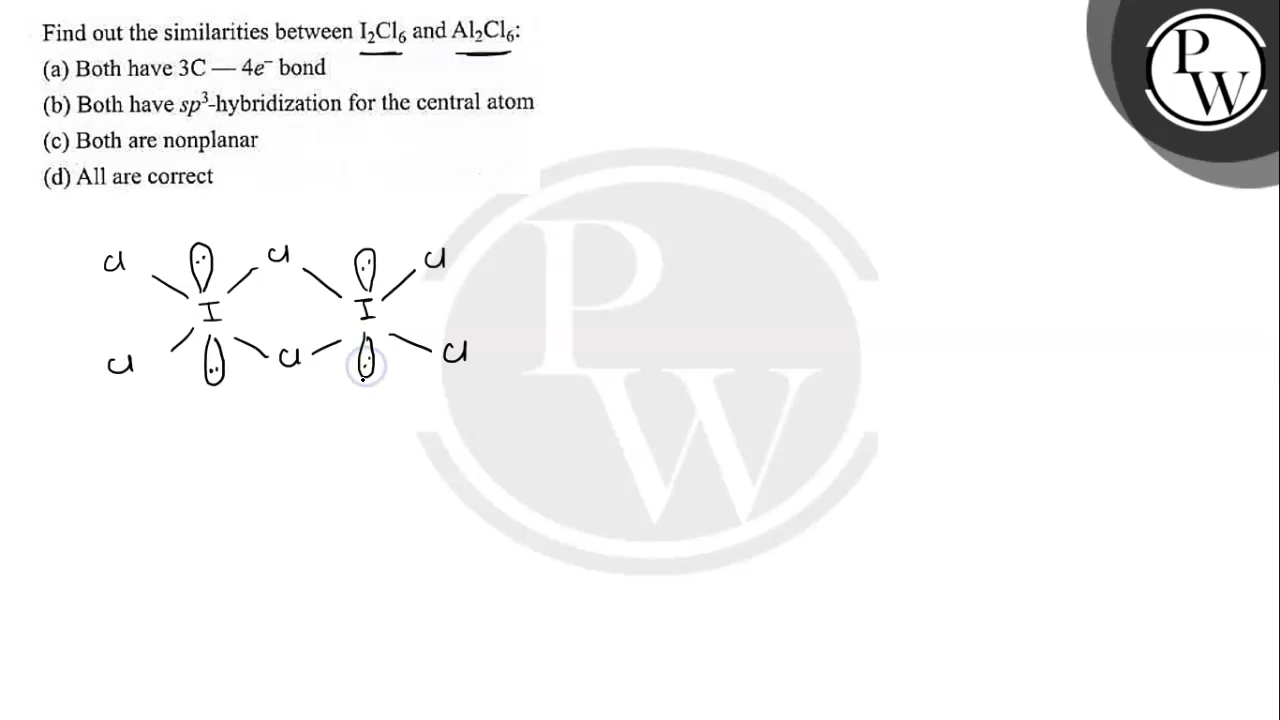 Find out the similarities between I₂Cl₆ and Al₂Cl₆:
(a) Both have 3C — 4e⁻ bond
(b) Both have sp³-hybridization for the central atom
(c) Both are nonplanar
(d) All are correct
Cl Cl Cl
I I
Cl Cl Cl
P
W
P
W